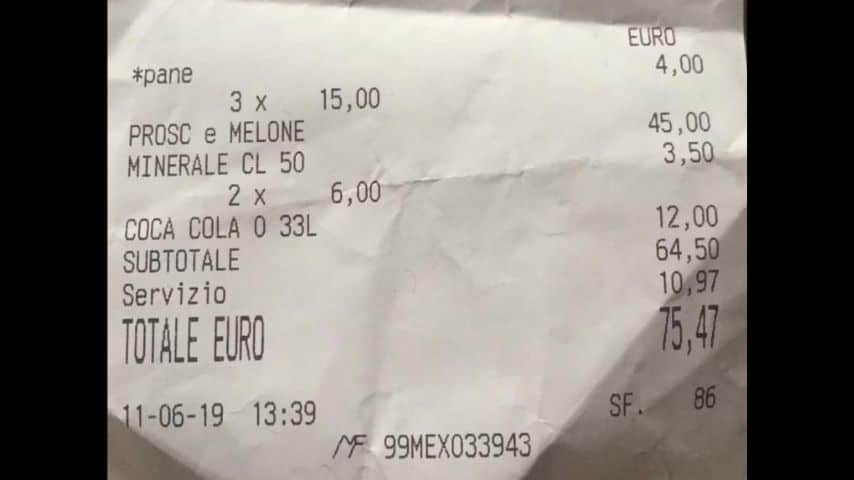 EURO
*pane 4,00
3 x 15,00
PROSC e MELONE 45,00
MINERALE CL 50 3,50
2 x 6,00
COCA COLA 0 33L 12,00
SUBTOTALE 64,50
Servizio 10,97
TOTALE EURO 75,47
11-06-19 13:39 SF. 86
MF 99MEX033943